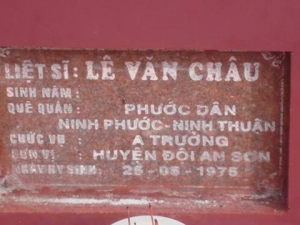 LIỆT SĨ: LÊ VĂN CHÂU
SINH NĂM :
QUÊ QUÁN : PHƯỚC DÂN
NINH PHƯỚC-NINH THUẬN
CHỨC VỤ : A TRƯỞNG
ĐƠN VỊ : HUYỆN ĐỘI AN SƠN
NGÀY HY SINH: 25-05-1975